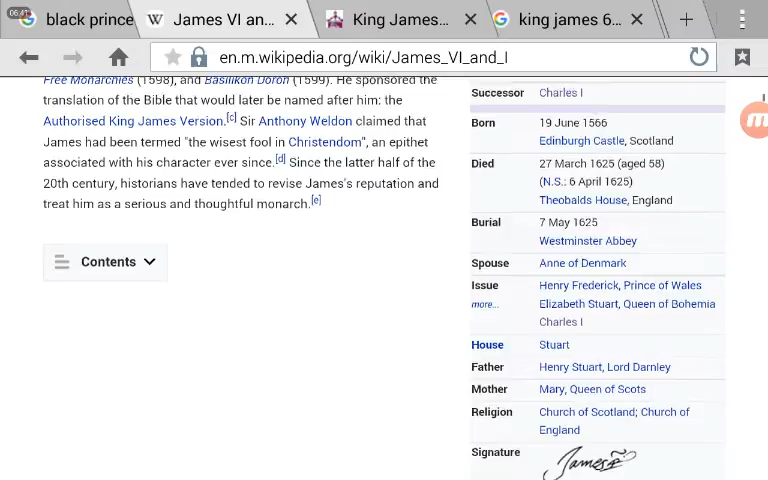 06:41
black prince
W James VI an...
King James...
king james 6...
en.m.wikipedia.org/wiki/James_VI_and_I
Free Monarchies (1598), and Basilikon Doron (1599). He sponsored the
translation of the Bible that would later be named after him: the
Authorised King James Version.[c] Sir Anthony Weldon claimed that
James had been termed "the wisest fool in Christendom", an epithet
associated with his character ever since.[d] Since the latter half of the
20th century, historians have tended to revise James's reputation and
treat him as a serious and thoughtful monarch.[e]
Contents
Successor Charles I
Born 19 June 1566
Edinburgh Castle, Scotland
Died 27 March 1625 (aged 58)
(N.S.: 6 April 1625)
Theobalds House, England
Burial 7 May 1625
Westminster Abbey
Spouse Anne of Denmark
Issue Henry Frederick, Prince of Wales
more... Elizabeth Stuart, Queen of Bohemia
Charles I
House Stuart
Father Henry Stuart, Lord Darnley
Mother Mary, Queen of Scots
Religion Church of Scotland; Church of
England
Signature James R